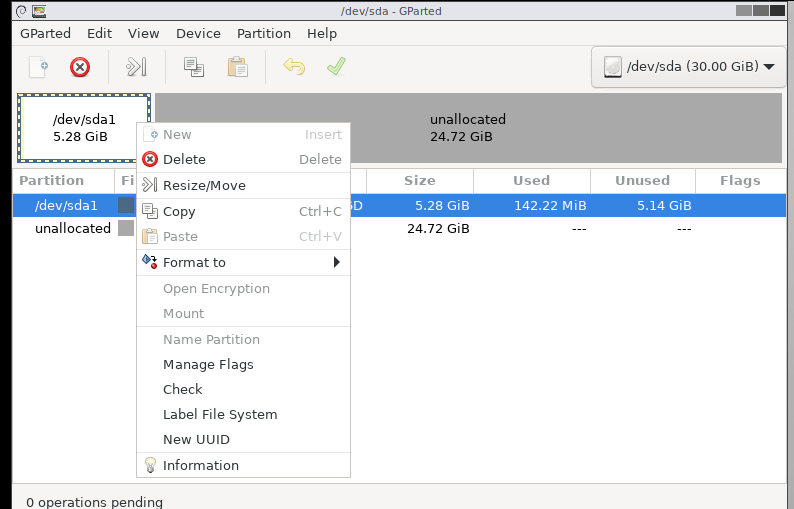 /dev/sda - GParted
GParted Edit View Device Partition Help
/dev/sda (30.00 GiB)
/dev/sda1
5.28 GiB
unallocated
24.72 GiB
New Insert
Delete Delete
Resize/Move
Copy Ctrl+C
Paste Ctrl+V
Format to
Open Encryption
Mount
Name Partition
Manage Flags
Check
Label File System
New UUID
Information
Partition Size Used Unused Flags
/dev/sda1 5.28 GiB 142.22 MiB 5.14 GiB
unallocated 24.72 GiB --- ---
0 operations pending